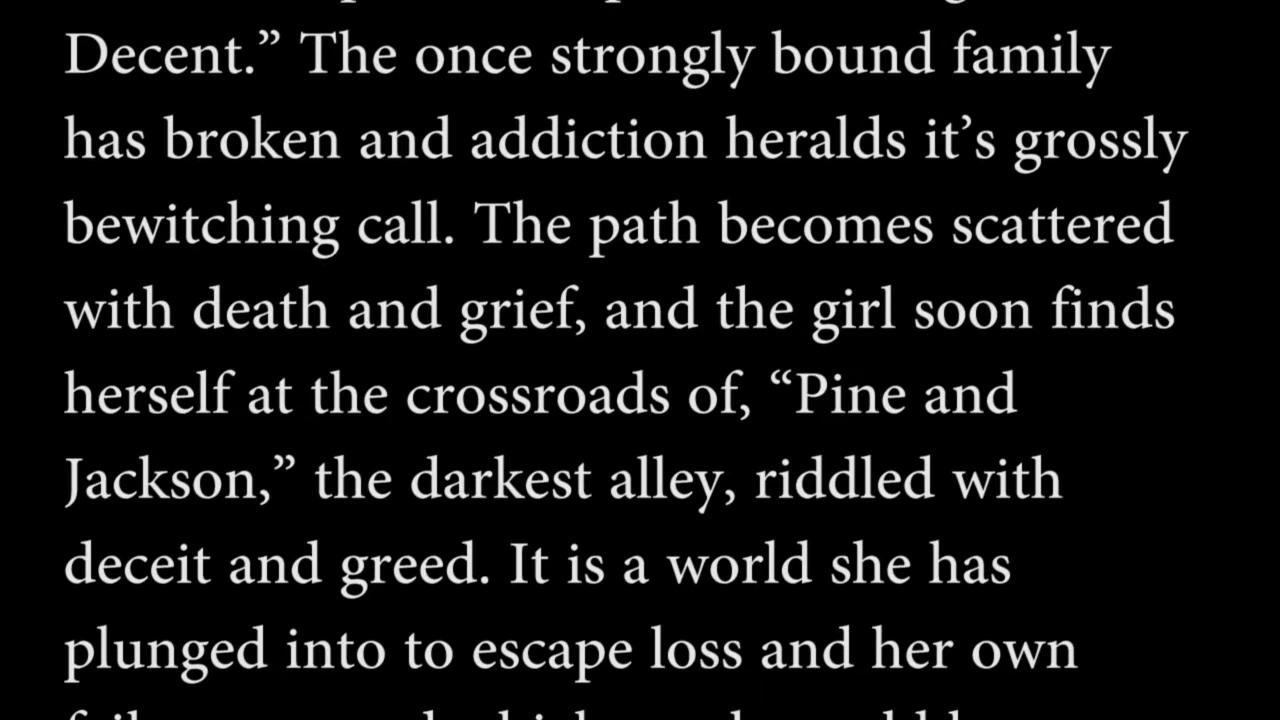 Decent.” The once strongly bound family
has broken and addiction heralds it’s grossly
bewitching call. The path becomes scattered
with death and grief, and the girl soon finds
herself at the crossroads of, “Pine and
Jackson,” the darkest alley, riddled with
deceit and greed. It is a world she has
plunged into to escape loss and her own